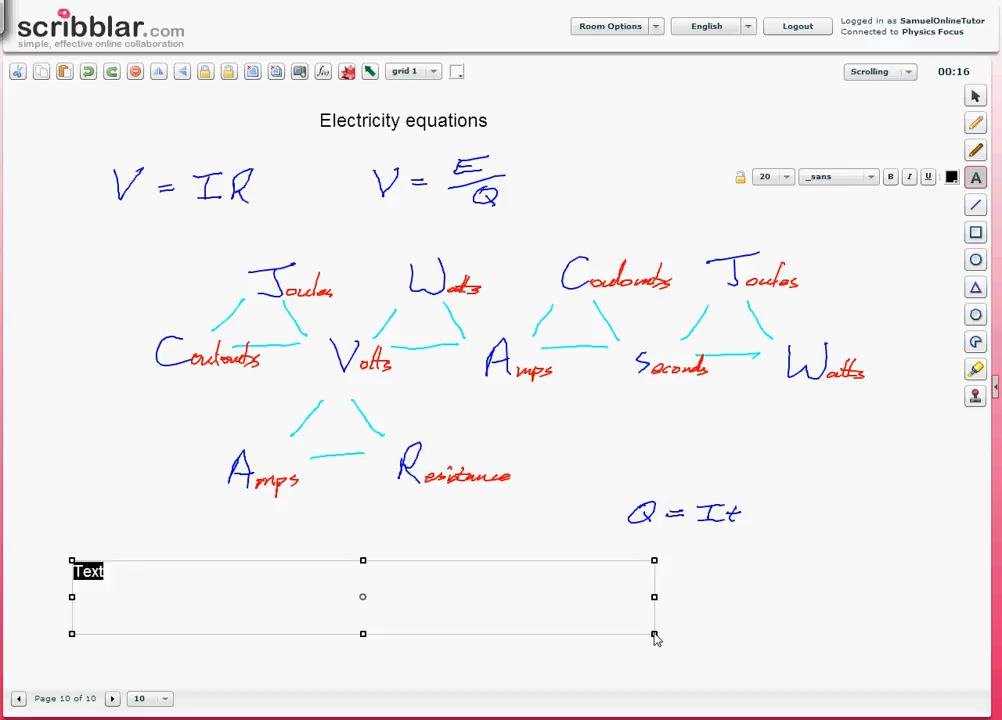 scribblar.com
simple, effective online collaboration
Room Options
English
Logout
Logged in as SamuelOnlineTutor
Connected to Physics Focus
f(x)
grid 1
Scrolling
00:16
Electricity equations
V = IR
V = E/Q
20
_sans
B
I
U
A
Joules Watts Coulombs Joules
Coulombs Volts Amps seconds Watts
Amps Resistance
Q = It
Text
Page 10 of 10
10